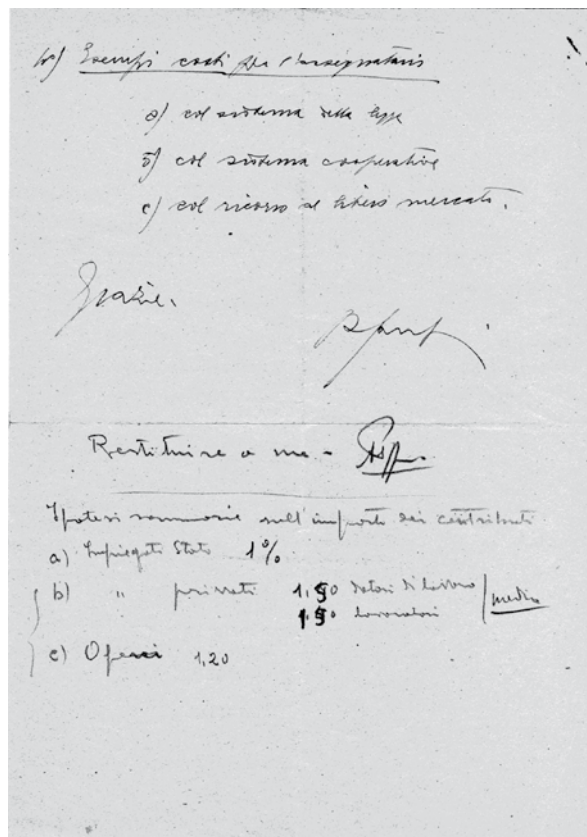 Esempi costi per l'assegnatario
a) col sistema della legge
b) col sistema cooperative
c) col ricorso al libero mercato.
Grazie.
Restituire a me -
Ipotesi sommarie sull'importo dei contributi
a) Impiegati Stato 1%
b) " privati 1,50 datori di lavoro
1,50 lavoratori
media
c) Operai 1,20